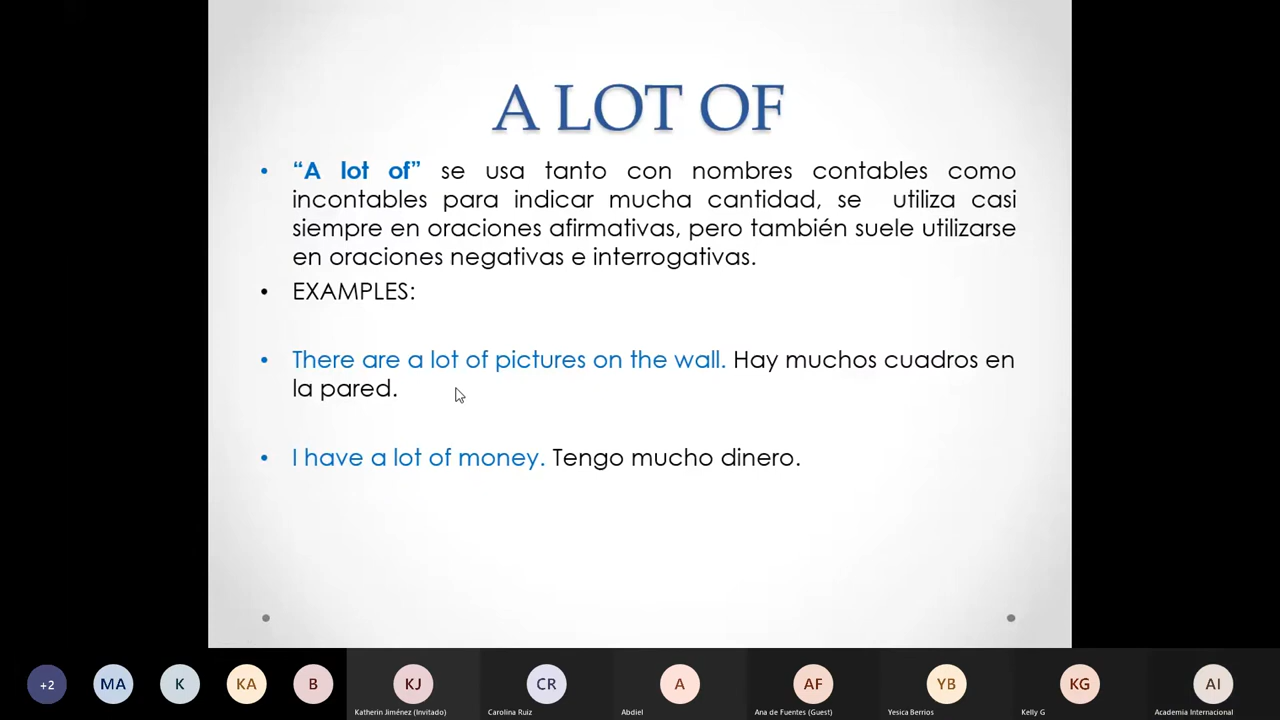 A LOT OF
• “A lot of” se usa tanto con nombres contables como
incontables para indicar mucha cantidad, se utiliza casi
siempre en oraciones afirmativas, pero también suele utilizarse
en oraciones negativas e interrogativas.
• EXAMPLES:
• There are a lot of pictures on the wall. Hay muchos cuadros en
la pared.
• I have a lot of money. Tengo mucho dinero.
+2 MA K KA B KJ CR A AF YB KG AI
Katherin Jiménez (Invitado) Carolina Ruiz Abdiel Ana de Fuentes (Guest) Yesica Berrios Kelly G Academia Internacional